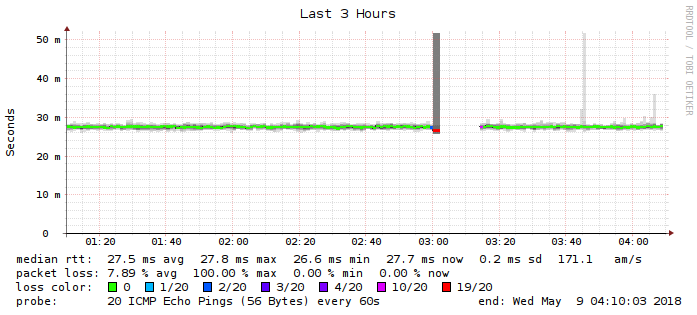 Last 3 Hours
RRDTOOL / TOBI OETIKER
Seconds
50 m
40 m
30 m
20 m
10 m
0
01:20 01:40 02:00 02:20 02:40 03:00 03:20 03:40 04:00
median rtt: 27.5 ms avg 27.8 ms max 26.6 ms min 27.7 ms now 0.2 ms sd 171.1 am/s
packet loss: 7.89 % avg 100.00 % max 0.00 % min 0.00 % now
loss color: 0 1/20 2/20 3/20 4/20 10/20 19/20
probe: 20 ICMP Echo Pings (56 Bytes) every 60s end: Wed May 9 04:10:03 2018